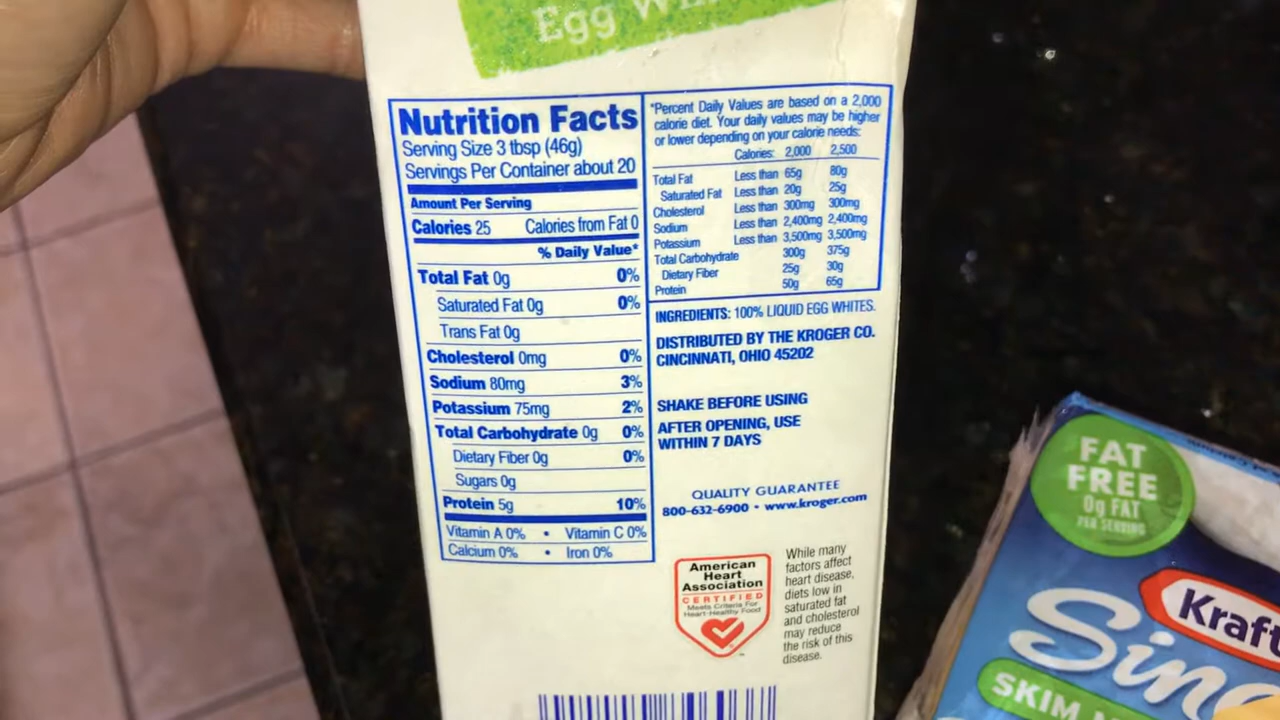 Egg
Nutrition Facts
Serving Size 3 tbsp (46g)
Servings Per Container about 20
Amount Per Serving
Calories 25 Calories from Fat 0
% Daily Value*
Total Fat 0g 0%
Saturated Fat 0g 0%
Trans Fat 0g
Cholesterol 0mg 0%
Sodium 80mg 3%
Potassium 75mg 2%
Total Carbohydrate 0g 0%
Dietary Fiber 0g 0%
Sugars 0g
Protein 5g 10%
Vitamin A 0% • Vitamin C 0%
Calcium 0% • Iron 0%
*Percent Daily Values are based on a 2,000
calorie diet. Your daily values may be higher
or lower depending on your calorie needs:
Calories: 2,000 2,500
Total Fat Less than 65g 80g
Saturated Fat Less than 20g 25g
Cholesterol Less than 300mg 300mg
Sodium Less than 2,400mg 2,400mg
Potassium Less than 3,500mg 3,500mg
Total Carbohydrate 300g 375g
Dietary Fiber 25g 30g
Protein 50g 65g
INGREDIENTS: 100% LIQUID EGG WHITES.
DISTRIBUTED BY THE KROGER CO.
CINCINNATI, OHIO 45202
SHAKE BEFORE USING
AFTER OPENING, USE
WITHIN 7 DAYS
QUALITY GUARANTEE
800-632-6900 • www.kroger.com
American
Heart
Association
CERTIFIED
Meets Criteria For
Heart-Healthy Food
While many
factors affect
heart disease,
diets low in
saturated fat
and cholesterol
may reduce
the risk of this
disease.
FAT
FREE
0g FAT
PER SERVING
Kraft
Sing
SKIM